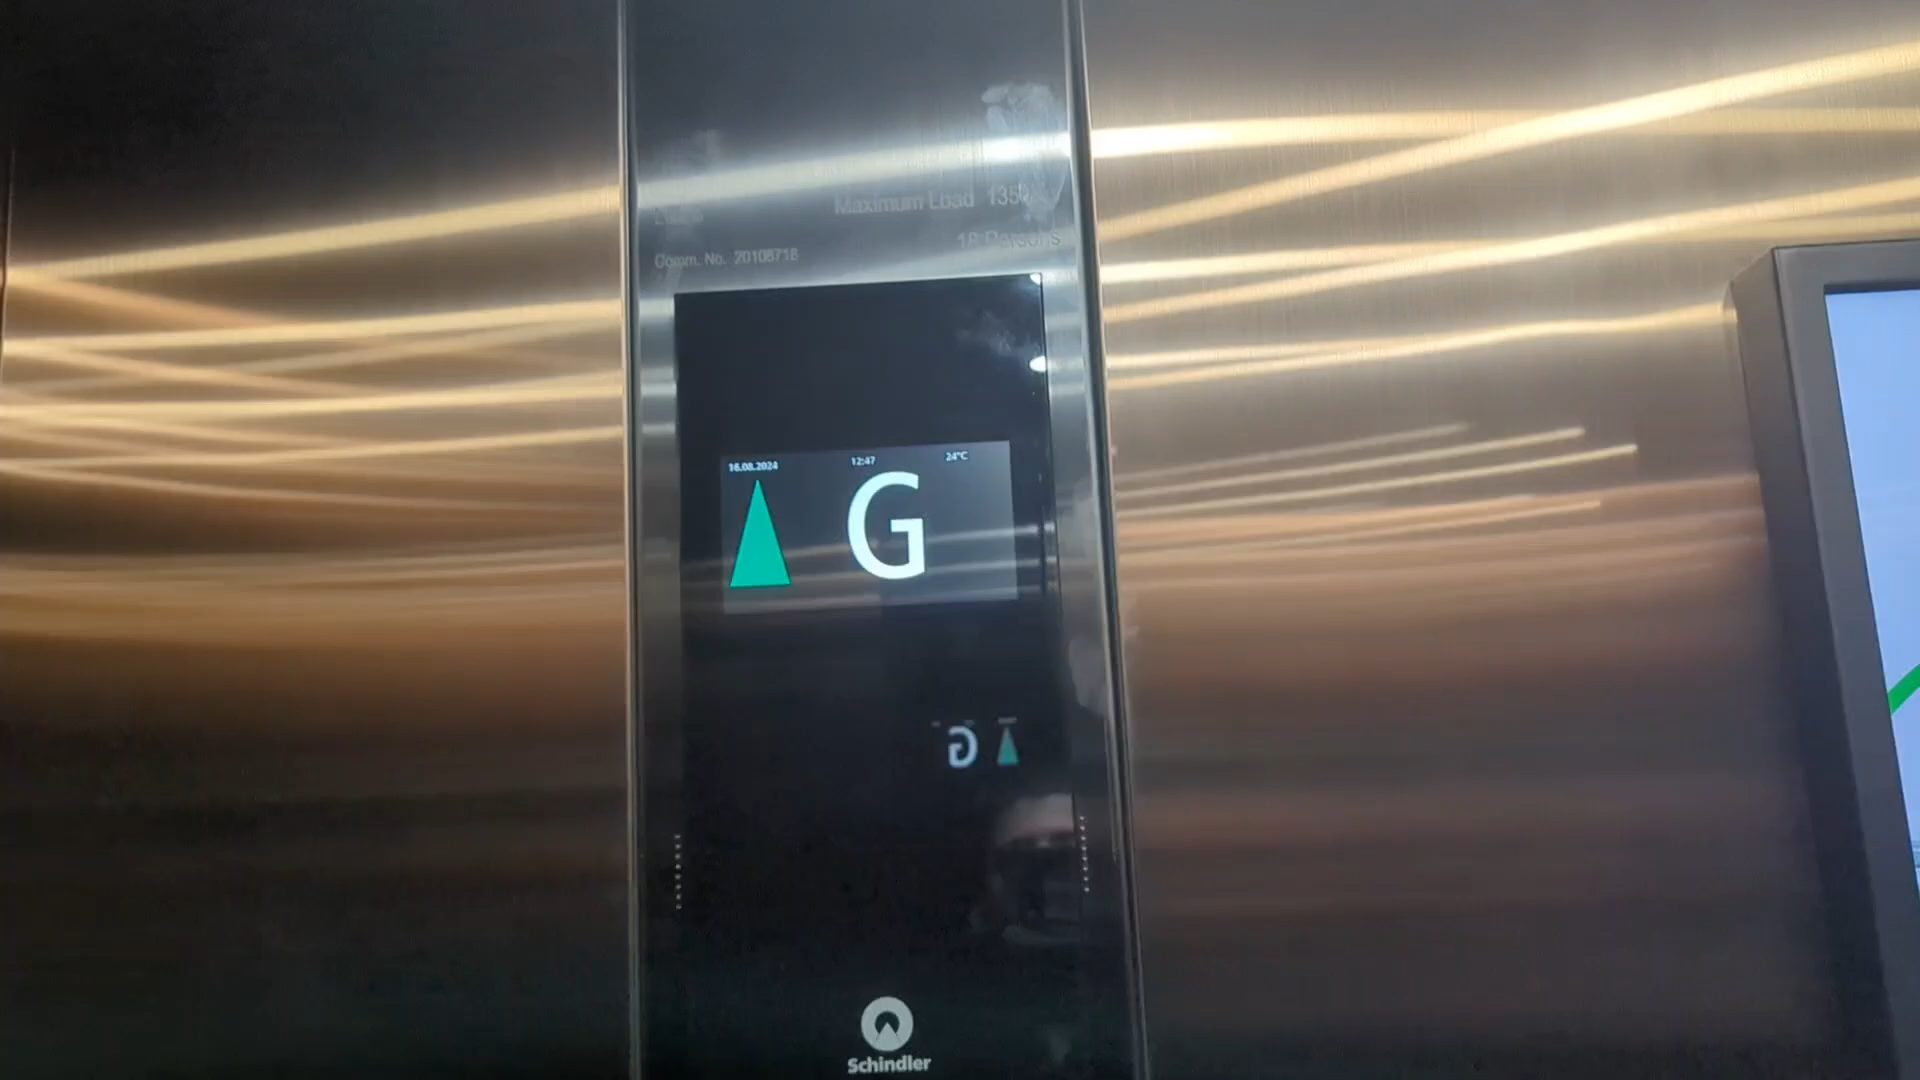 Maximum Load 1350
18 Persons
Comm. No. 20108718
16.08.2024 12:47 24°C
G
Schindler